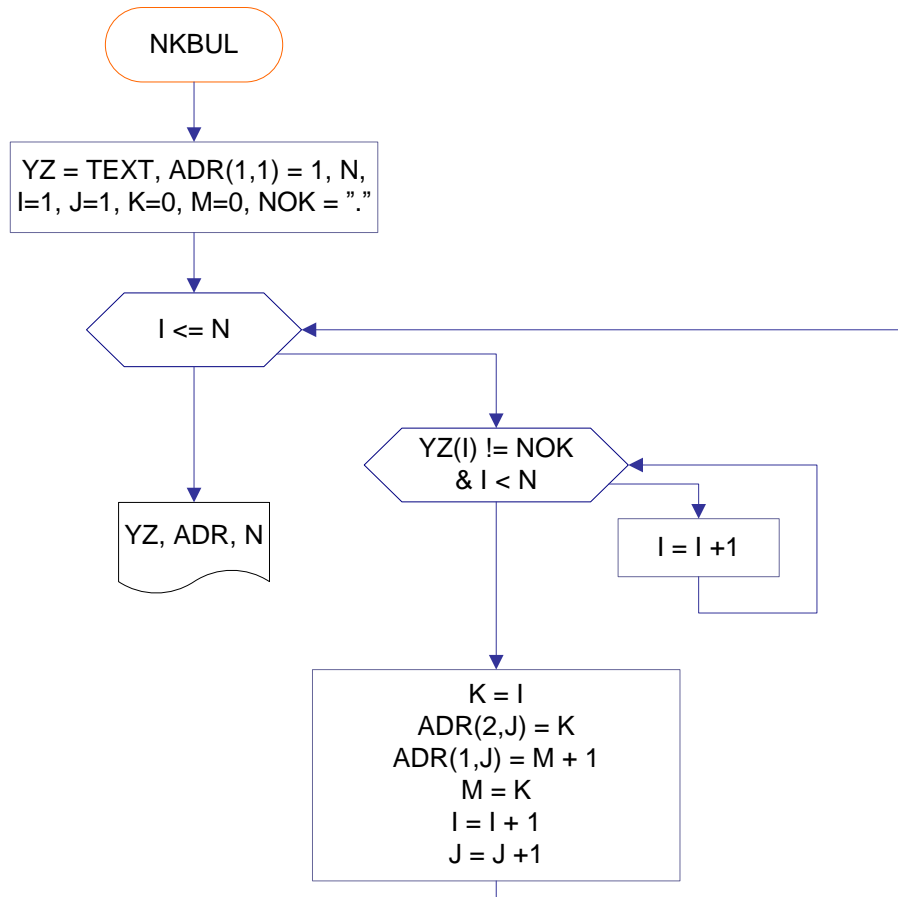 NKBUL
YZ = TEXT, ADR(1,1) = 1, N,
I=1, J=1, K=0, M=0, NOK = ”.”
I <= N
YZ(I) != NOK
& I < N
YZ, ADR, N
I = I +1
K = I
ADR(2,J) = K
ADR(1,J) = M + 1
M = K
I = I + 1
J = J +1